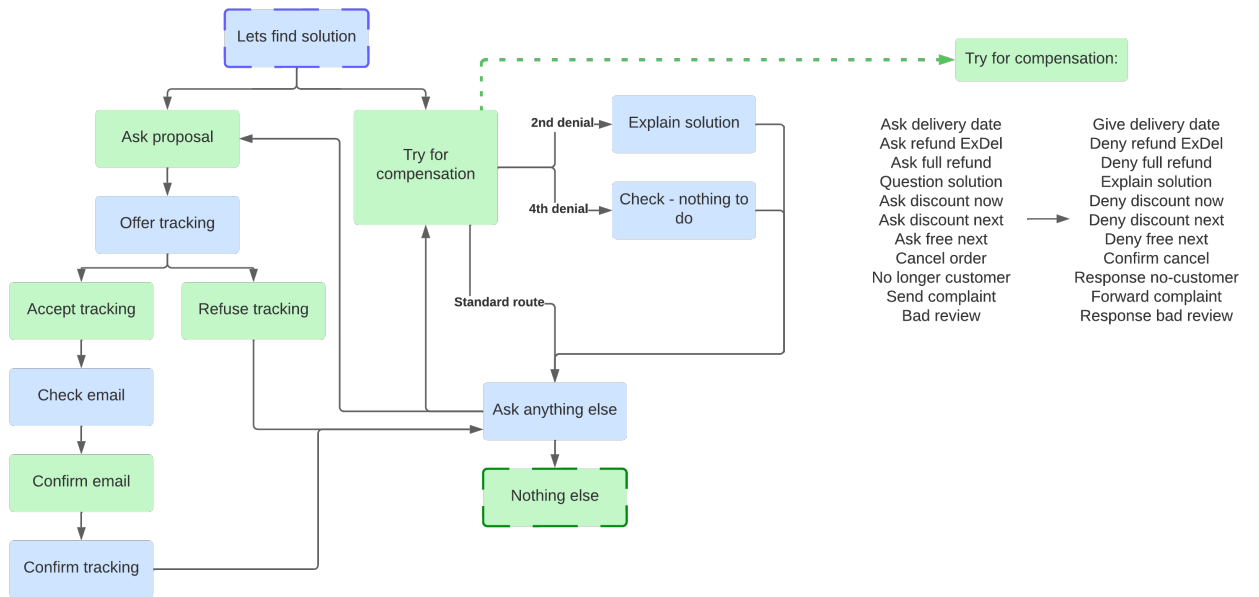 Lets find solution
Try for compensation:
Ask proposal
Try for
compensation
2nd denial
Explain solution
4th denial
Check - nothing to
do
Offer tracking
Accept tracking
Refuse tracking
Standard route
Check email
Ask anything else
Confirm email
Nothing else
Confirm tracking
Ask delivery date
Ask refund ExDel
Ask full refund
Question solution
Ask discount now
Ask discount next
Ask free next
Cancel order
No longer customer
Send complaint
Bad review
Give delivery date
Deny refund ExDel
Deny full refund
Explain solution
Deny discount now
Deny discount next
Deny free next
Confirm cancel
Response no-customer
Forward complaint
Response bad review